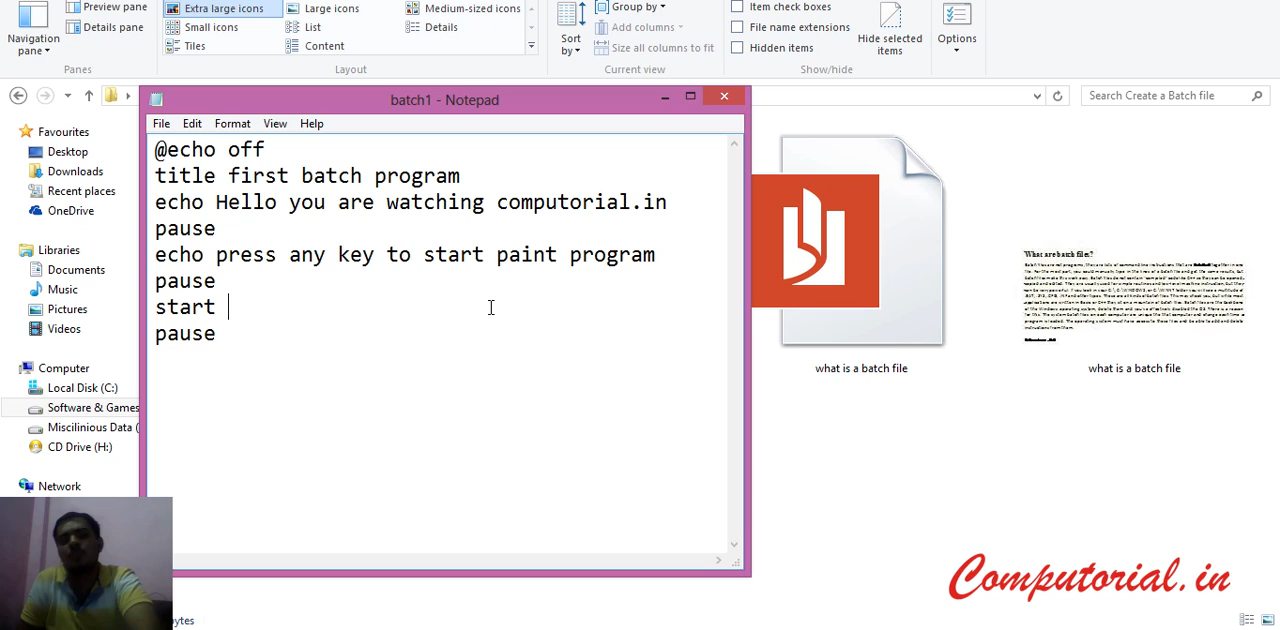 Preview pane
Details pane
Navigation pane
Panes
Extra large icons
Large icons
Medium-sized icons
Small icons
List
Details
Tiles
Content
Layout
Sort by
Group by
Add columns
Size all columns to fit
Current view
Item check boxes
File name extensions
Hidden items
Hide selected items
Show/hide
Options
Search Create a Batch file
batch1 - Notepad
File Edit Format View Help
@echo off
title first batch program
echo Hello you are watching computorial.in
pause
echo press any key to start paint program
pause
start
pause
Favourites
Desktop
Downloads
Recent places
OneDrive
Libraries
Documents
Music
Pictures
Videos
Computer
Local Disk (C:)
Software & Games
Miscilinious Data (
CD Drive (H:)
Network
what is a batch file
What are batch files?
what is a batch file
Computorial.in